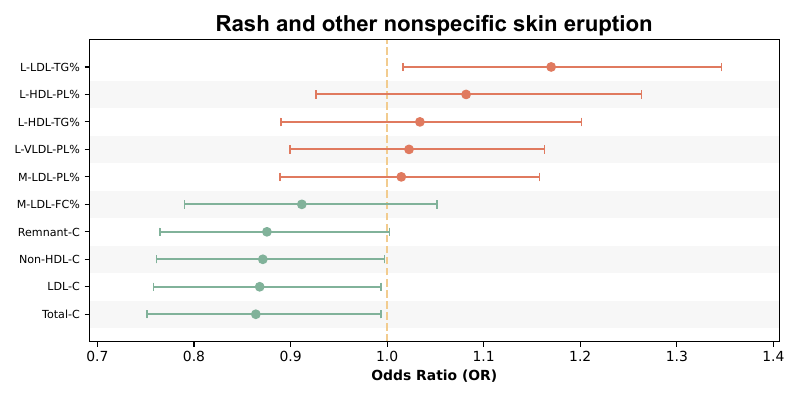 Rash and other nonspecific skin eruption
L-LDL-TG%
L-HDL-PL%
L-HDL-TG%
L-VLDL-PL%
M-LDL-PL%
M-LDL-FC%
Remnant-C
Non-HDL-C
LDL-C
Total-C
0.7 0.8 0.9 1.0 1.1 1.2 1.3 1.4
Odds Ratio (OR)